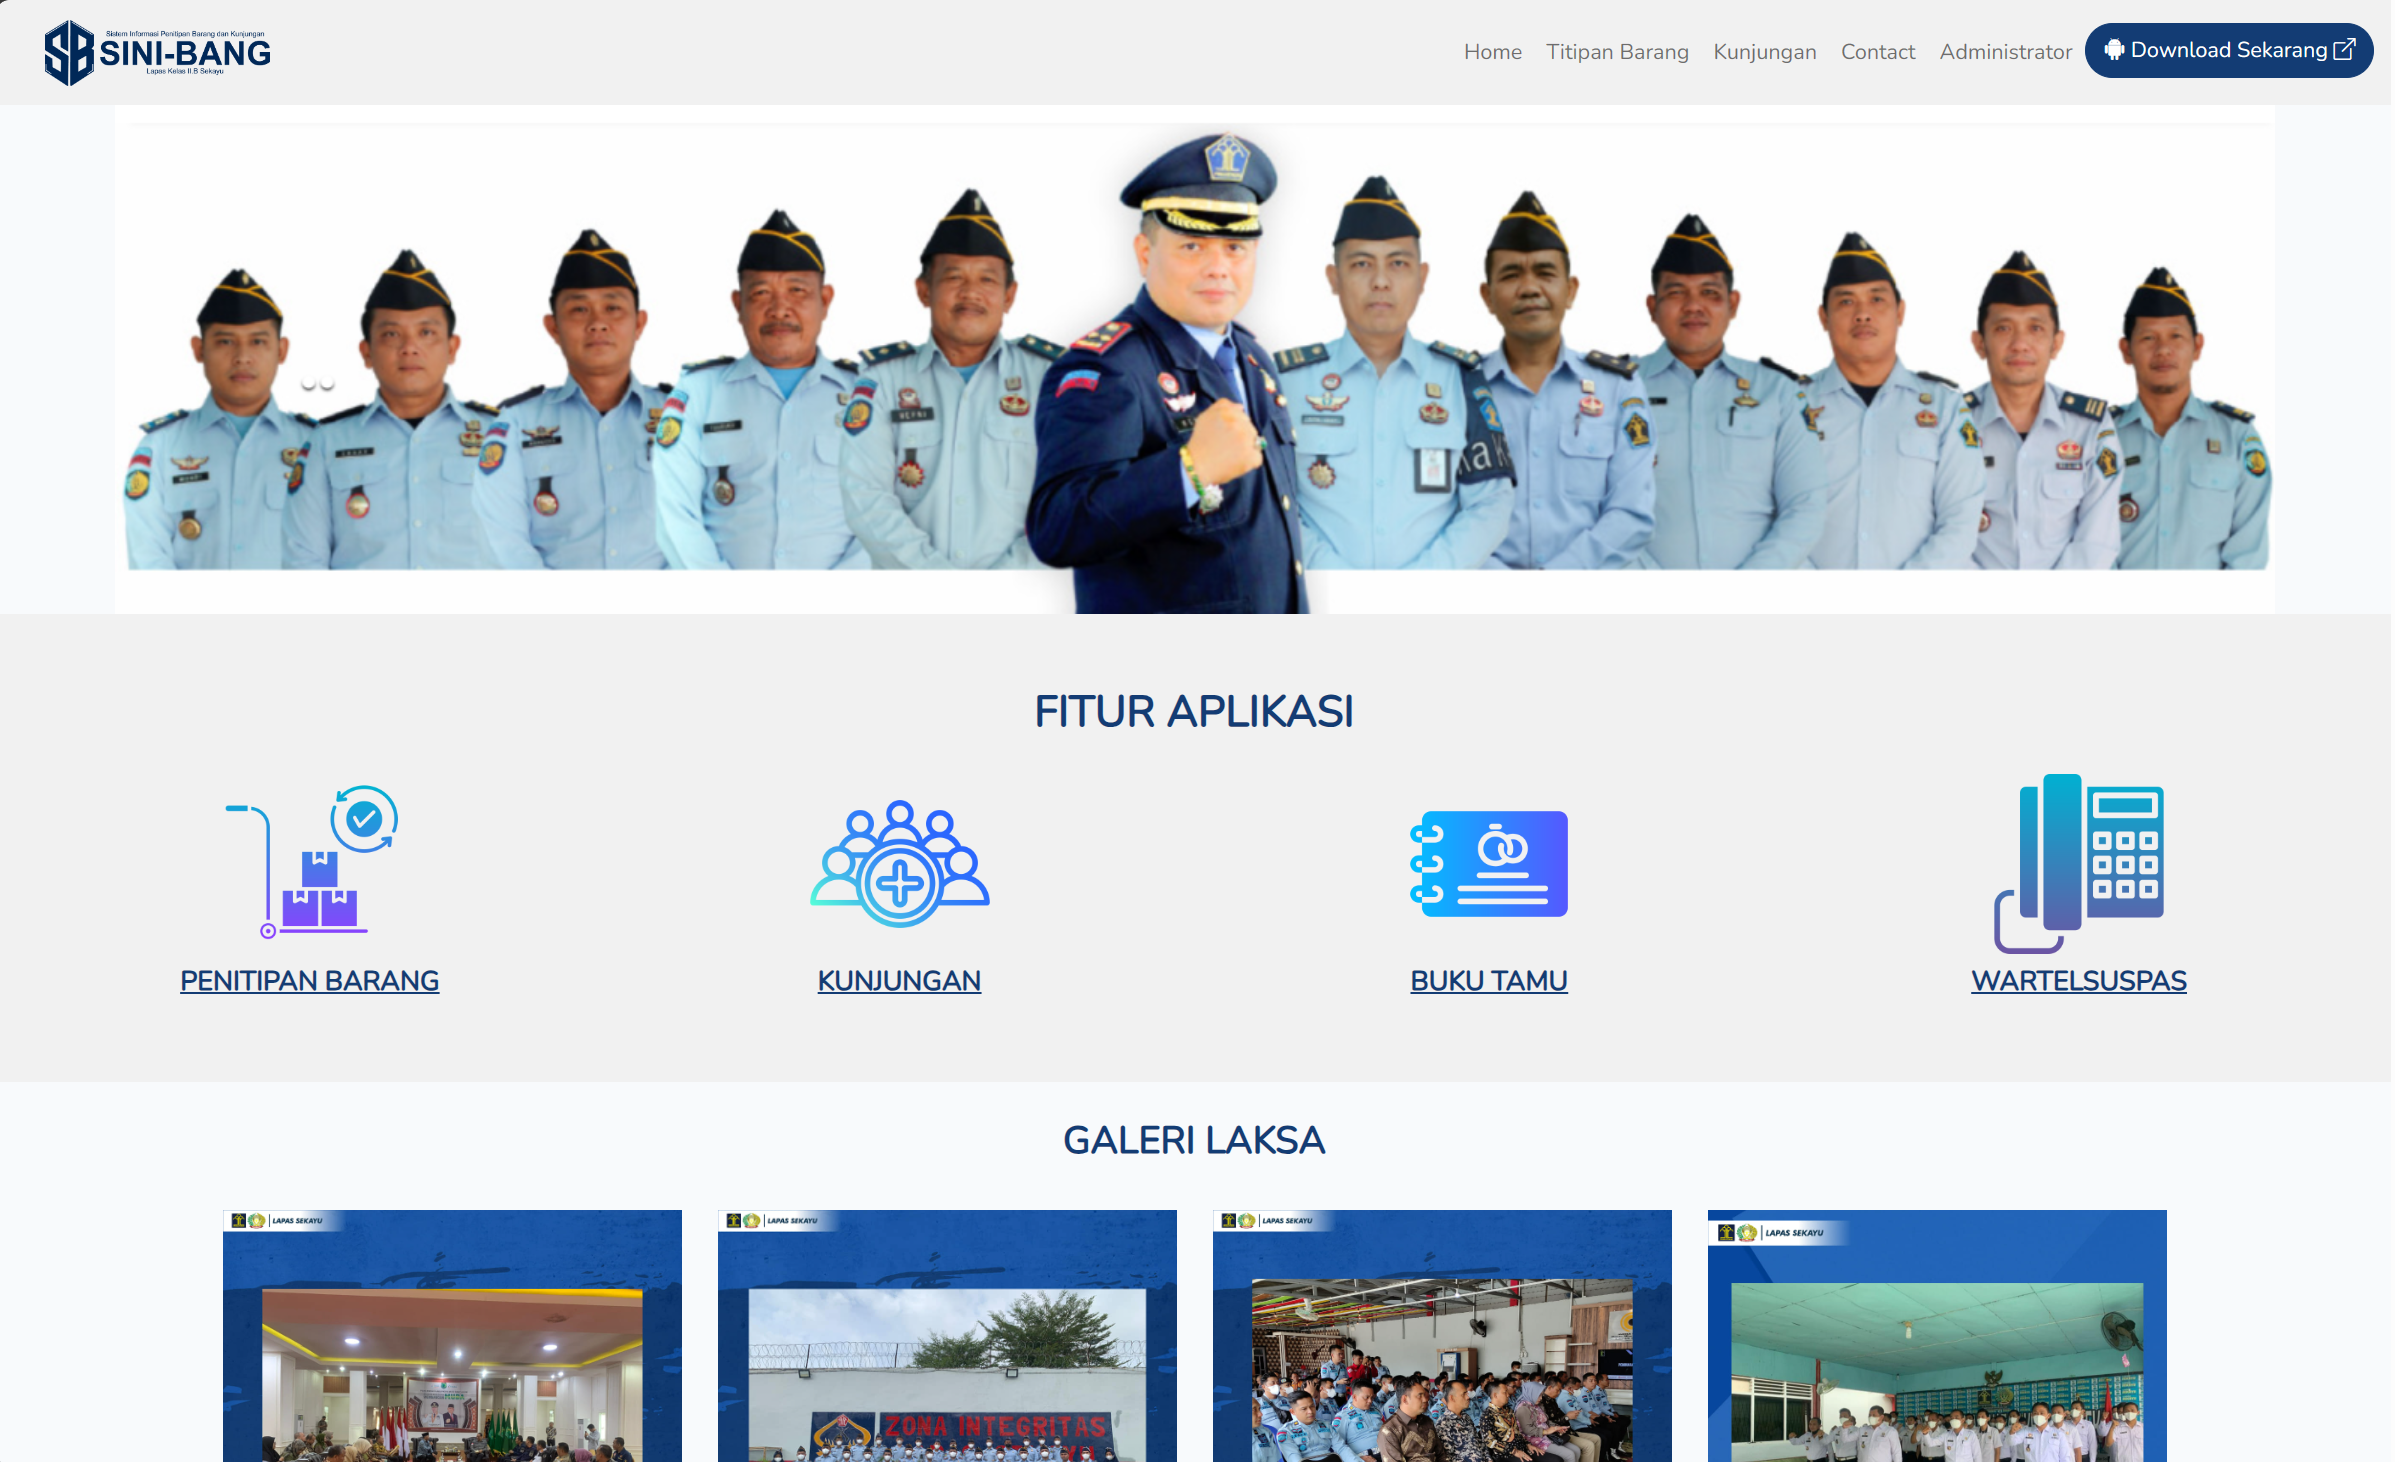 Sistem Informasi Penitipan Barang dan Kunjungan
SB SINI-BANG
Lapas Kelas II.B Sekayu
Home Titipan Barang Kunjungan Contact Administrator Download Sekarang
FITUR APLIKASI
PENITIPAN BARANG KUNJUNGAN BUKU TAMU WARTELSUSPAS
GALERI LAKSA
LAPAS SEKAYU LAPAS SEKAYU LAPAS SEKAYU LAPAS SEKAYU
ZONA INTEGRITAS